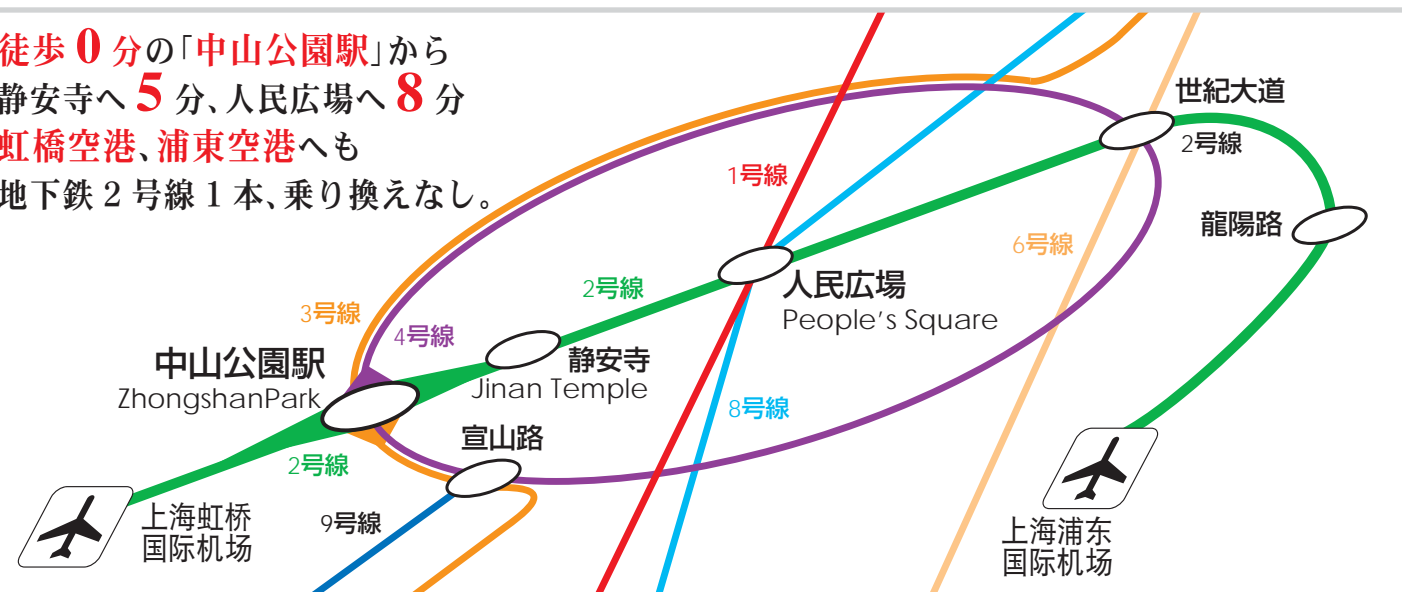 徒歩 0 分の「中山公園駅」から
静安寺へ 5 分、人民広場へ 8 分
虹橋空港、浦東空港へも
地下鉄 2 号線 1 本、乗り換えなし。
世紀大道
2号線
1号線
龍陽路
6号線
2号線
人民広場
People's Square
3号線
4号線
中山公園駅
ZhongshanPark
静安寺
Jinan Temple
8号線
宣山路
2号線
9号線
上海虹桥
国际机场
上海浦东
国际机场